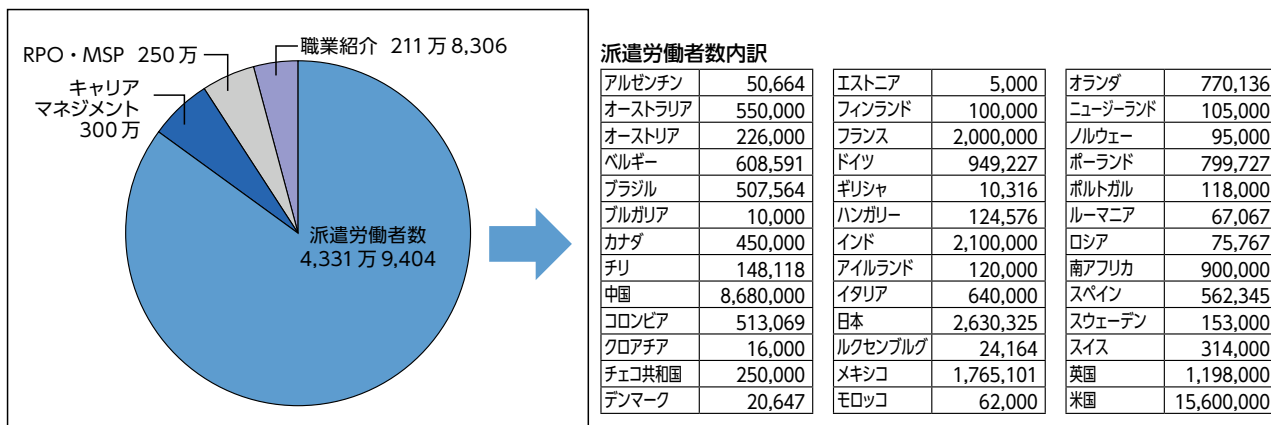 RPO・MSP 250万
職業紹介 211万8,306
キャリア
マネジメント
300万
派遣労働者数
4,331万9,404
派遣労働者数内訳
アルゼンチン 50,664
オーストラリア 550,000
オーストリア 226,000
ベルギー 608,591
ブラジル 507,564
ブルガリア 10,000
カナダ 450,000
チリ 148,118
中国 8,680,000
コロンビア 513,069
クロアチア 16,000
チェコ共和国 250,000
デンマーク 20,647
エストニア 5,000
フィンランド 100,000
フランス 2,000,000
ドイツ 949,227
ギリシャ 10,316
ハンガリー 124,576
インド 2,100,000
アイルランド 120,000
イタリア 640,000
日本 2,630,325
ルクセンブルグ 24,164
メキシコ 1,765,101
モロッコ 62,000
オランダ 770,136
ニュージーランド 105,000
ノルウェー 95,000
ポーランド 799,727
ポルトガル 118,000
ルーマニア 67,067
ロシア 75,767
南アフリカ 900,000
スペイン 562,345
スウェーデン 153,000
スイス 314,000
英国 1,198,000
米国 15,600,000